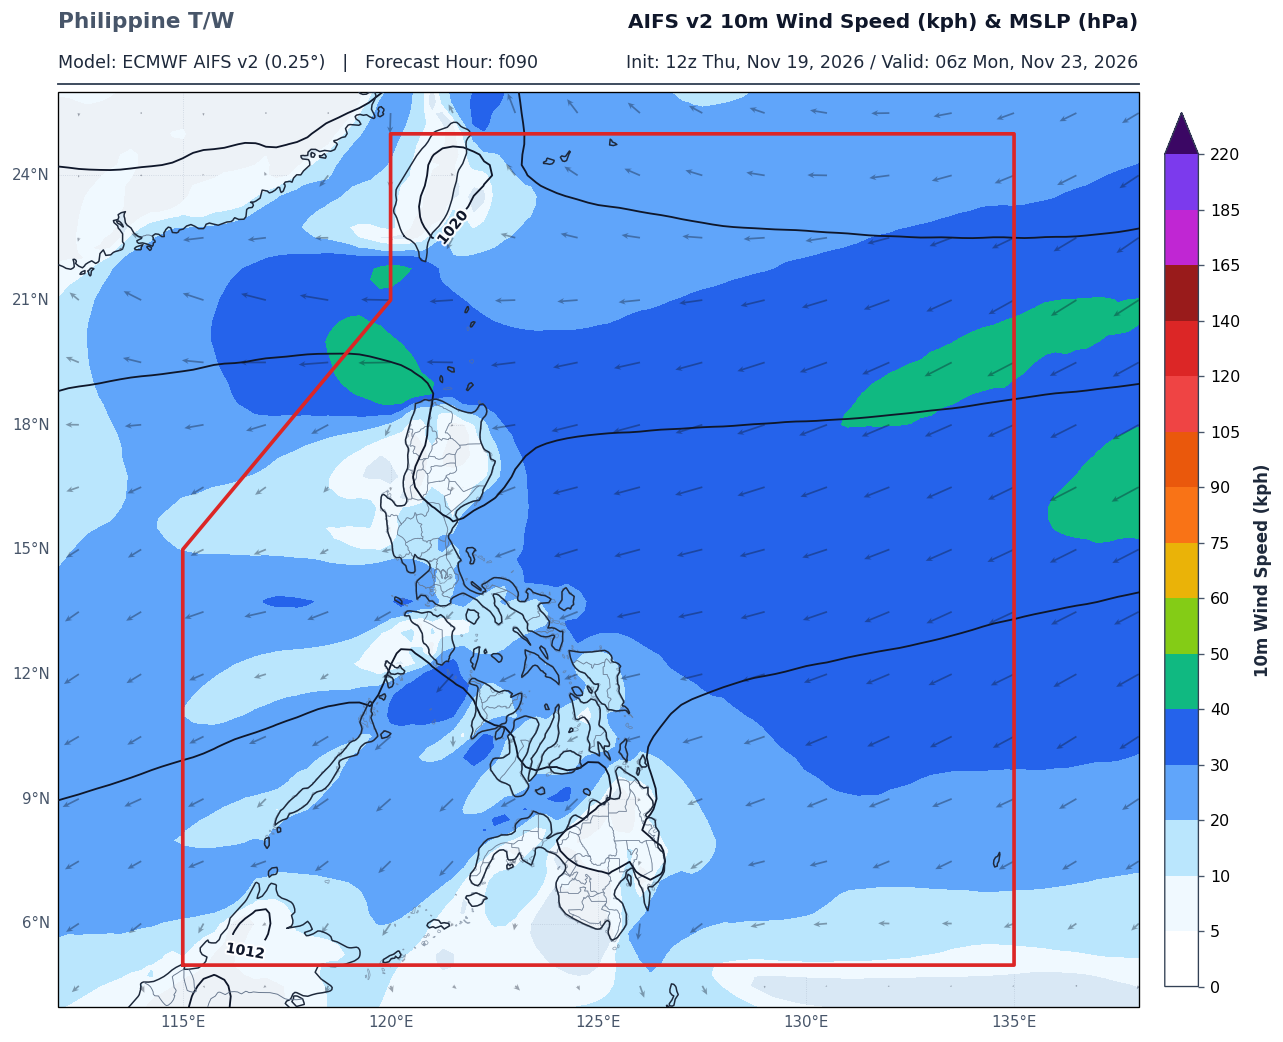 Philippine T/W
AIFS v2 10m Wind Speed (kph) & MSLP (hPa)
Model: ECMWF AIFS v2 (0.25°) | Forecast Hour: f090
Init: 12z Thu, Nov 19, 2026 / Valid: 06z Mon, Nov 23, 2026
24°N
21°N
18°N
15°N
12°N
9°N
6°N
1020
1012
115°E
120°E
125°E
130°E
135°E
220
185
165
140
120
105
90
75
60
50
40
30
20
10
5
0
10m Wind Speed (kph)